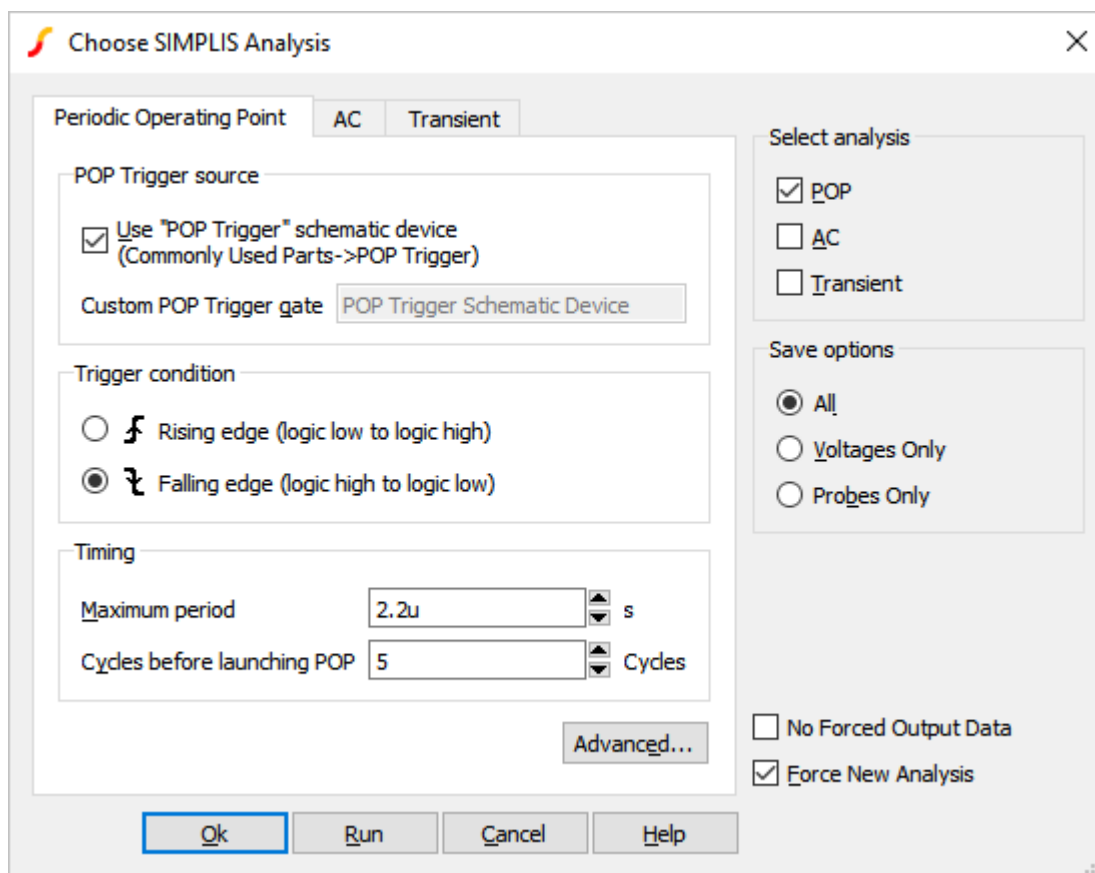 Choose SIMPLIS Analysis
Periodic Operating Point
AC
Transient
POP Trigger source
Use "POP Trigger" schematic device
(Commonly Used Parts->POP Trigger)
Custom POP Trigger gate
POP Trigger Schematic Device
Trigger condition
Rising edge (logic low to logic high)
Falling edge (logic high to logic low)
Timing
Maximum period
2.2u
s
Cycles before launching POP
5
Cycles
Advanced...
Select analysis
POP
AC
Transient
Save options
All
Voltages Only
Probes Only
No Forced Output Data
Force New Analysis
Ok
Run
Cancel
Help